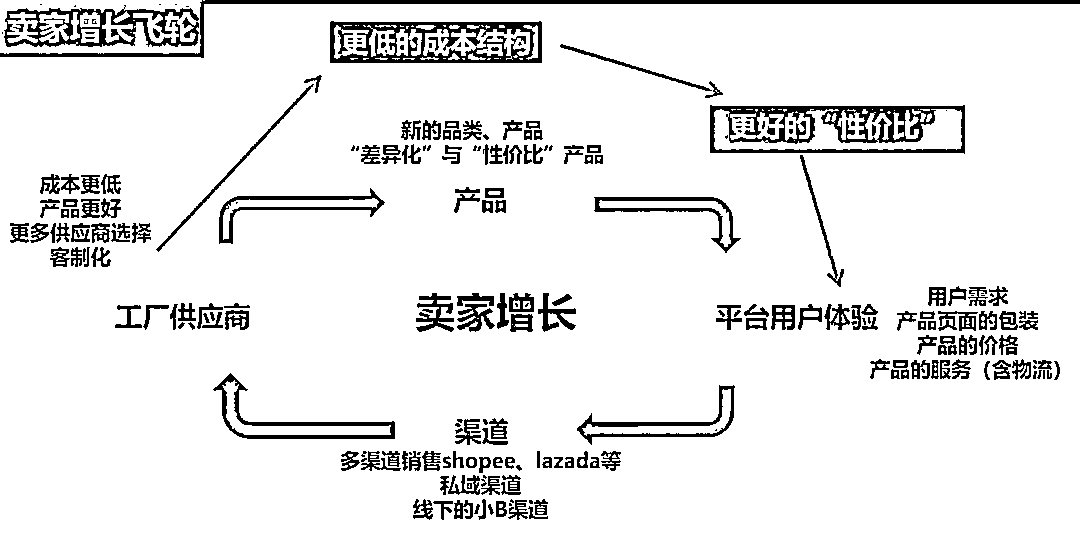 卖家增长飞轮
更低的成本结构
更好的“性价比”
新的品类、产品
“差异化”与“性价比”产品
产品
成本更低
产品更好
更多供应商选择
客制化
工厂供应商
卖家增长
平台用户体验
用户需求
产品页面的包装
产品的价格
产品的服务（含物流）
渠道
多渠道销售shopee、lazada等
私域渠道
线下的小B渠道